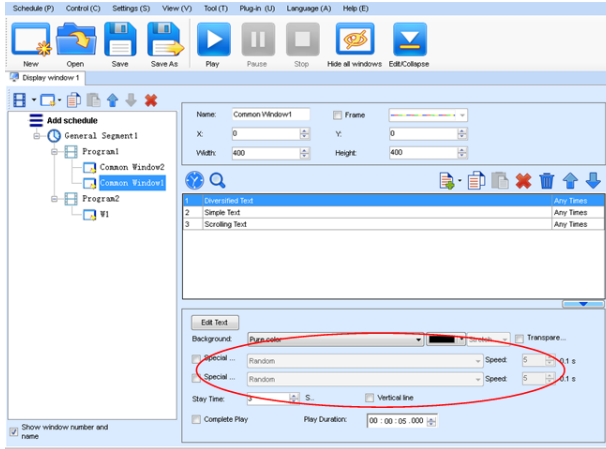 Schedule (P) Control (C) Settings (S) View (V) Tool (T) Plug-in (U) Language (A) Help (E)
New Open Save Save As Play Pause Stop Hide all windows Edit/Collapse
Display window 1
Add schedule
General Segment1
Program1
Common Window2
Common Window1
Program2
W1
Show window number and
name
Name: Common Window1 Frame
X: 0 Y: 0
Width: 400 Height: 400
1 Diversified Text Any Times
2 Simple Text Any Times
3 Scrolling Text Any Times
Edit Text
Background: Pure color Stretch Transpare...
Special ... Random Speed: 5 0.1 s
Special ... Random Speed: 5 0.1 s
Stay Time: 3 S.. Vertical line
Complete Play Play Duration: 00 : 00 : 05 .000